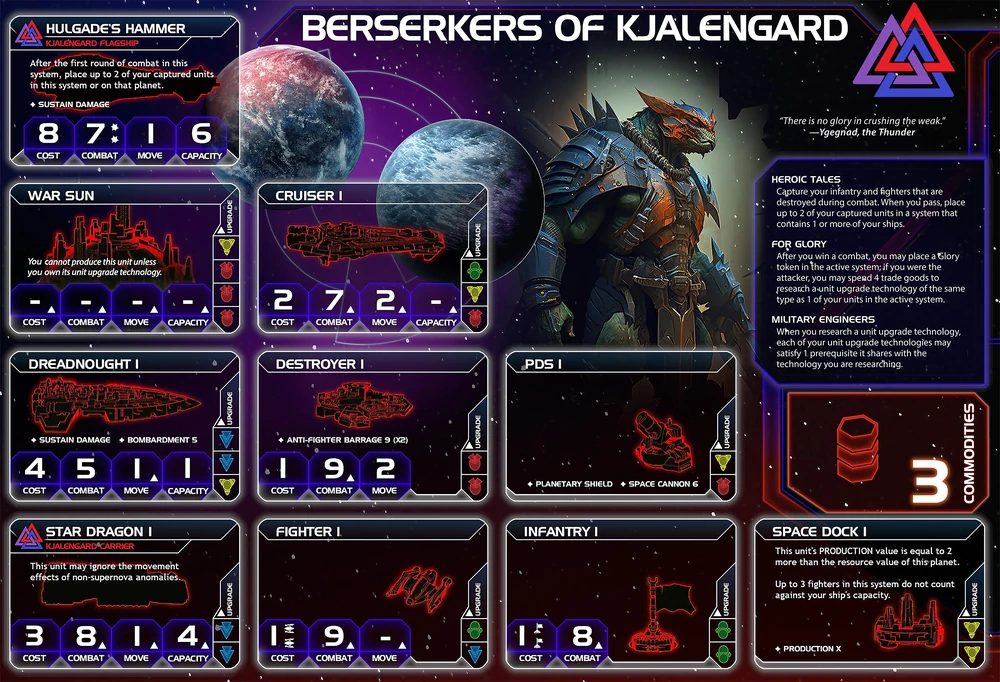 BERSERKERS OF KJALENGARD
HULGADE'S HAMMER
KJALENGARD FLAGSHIP
After the first round of combat in this
system, place up to 2 of your captured units
in this system or on that planet.
SUSTAIN DAMAGE
8 7 1 6
COST COMBAT MOVE CAPACITY
"There is no glory in crushing the weak."
—Ygegnad, the Thunder
HEROIC TALES
Capture your infantry and fighters that are
destroyed during combat. When you pass, place
up to 2 of your captured units in a system that
contains 1 or more of your ships.
FOR GLORY
After you win a combat, you may place a Glory
token in the active system; if you were the
attacker, you may spend 4 trade goods to
research a unit upgrade technology of the same
type as 1 of your units in the active system.
MILITARY ENGINEERS
When you research a unit upgrade technology,
each of your unit upgrade technologies may
satisfy 1 prerequisite it shares with the
technology you are researching.
WAR SUN
You cannot produce this unit unless
you own its unit upgrade technology.
UPGRADE
- - - -
COST COMBAT MOVE CAPACITY
CRUISER I
UPGRADE
2 7 2 -
COST COMBAT MOVE CAPACITY
DREADNOUGHT I
SUSTAIN DAMAGE BOMBARDMENT 5
UPGRADE
4 5 1 1
COST COMBAT MOVE CAPACITY
DESTROYER I
ANTI-FIGHTER BARRAGE 9 (X2)
UPGRADE
1 9 2
COST COMBAT MOVE
PDS I
UPGRADE
PLANETARY SHIELD SPACE CANNON 6
3
COMMODITIES
STAR DRAGON I
KJALENGARD CARRIER
This unit may ignore the movement
effects of non-supernova anomalies.
UPGRADE
3 8 1 4
COST COMBAT MOVE CAPACITY
FIGHTER I
UPGRADE
1 9 -
COST COMBAT MOVE
INFANTRY I
UPGRADE
1 8
COST COMBAT
SPACE DOCK I
This unit's PRODUCTION value is equal to 2
more than the resource value of this planet.
Up to 3 fighters in this system do not count
against your ship's capacity.
UPGRADE
PRODUCTION X